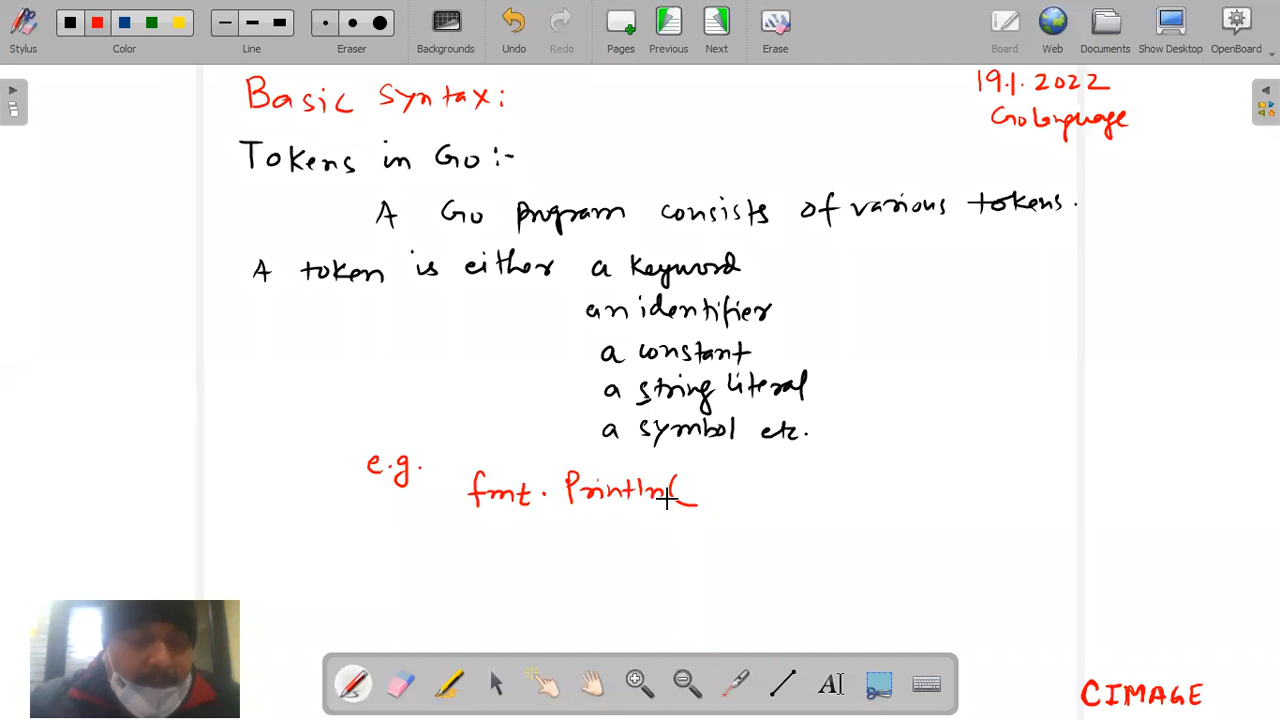 Stylus
Color
Line
Eraser
Backgrounds
Undo
Redo
Pages
Previous
Next
Erase
Board
Web
Documents
Show Desktop
OpenBoard
Basic Syntax:
19.1.2022
Go Language
Tokens in Go :-
A Go program consists of various tokens.
A token is either a keyword
an identifier
a constant
a string literal
a symbol etc.
e.g.
fmt. Println(
CIMAGE